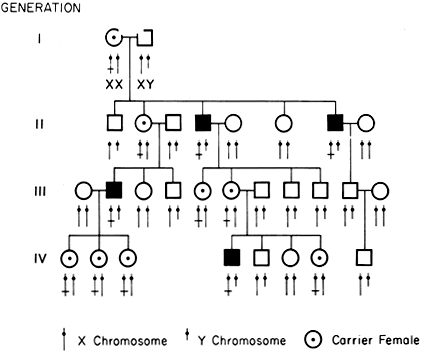 GENERATION
I
XX XY
II
III
IV
X Chromosome Y Chromosome Carrier Female